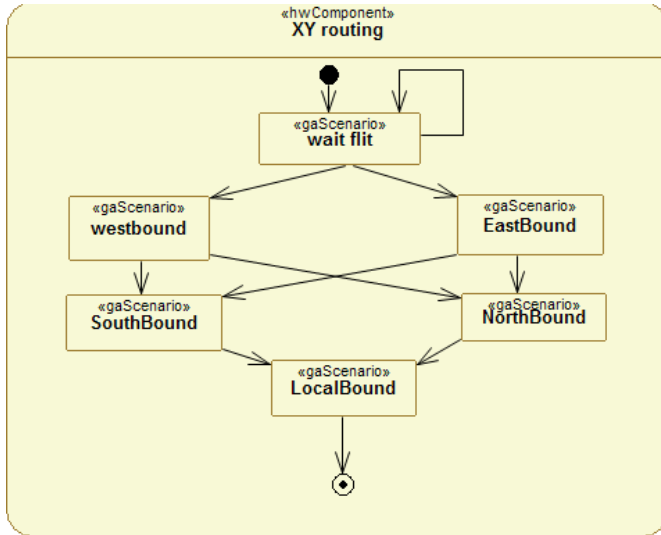 «hwComponent»
XY routing
«gaScenario»
wait flit
«gaScenario»
westbound
«gaScenario»
EastBound
«gaScenario»
SouthBound
«gaScenario»
NorthBound
«gaScenario»
LocalBound